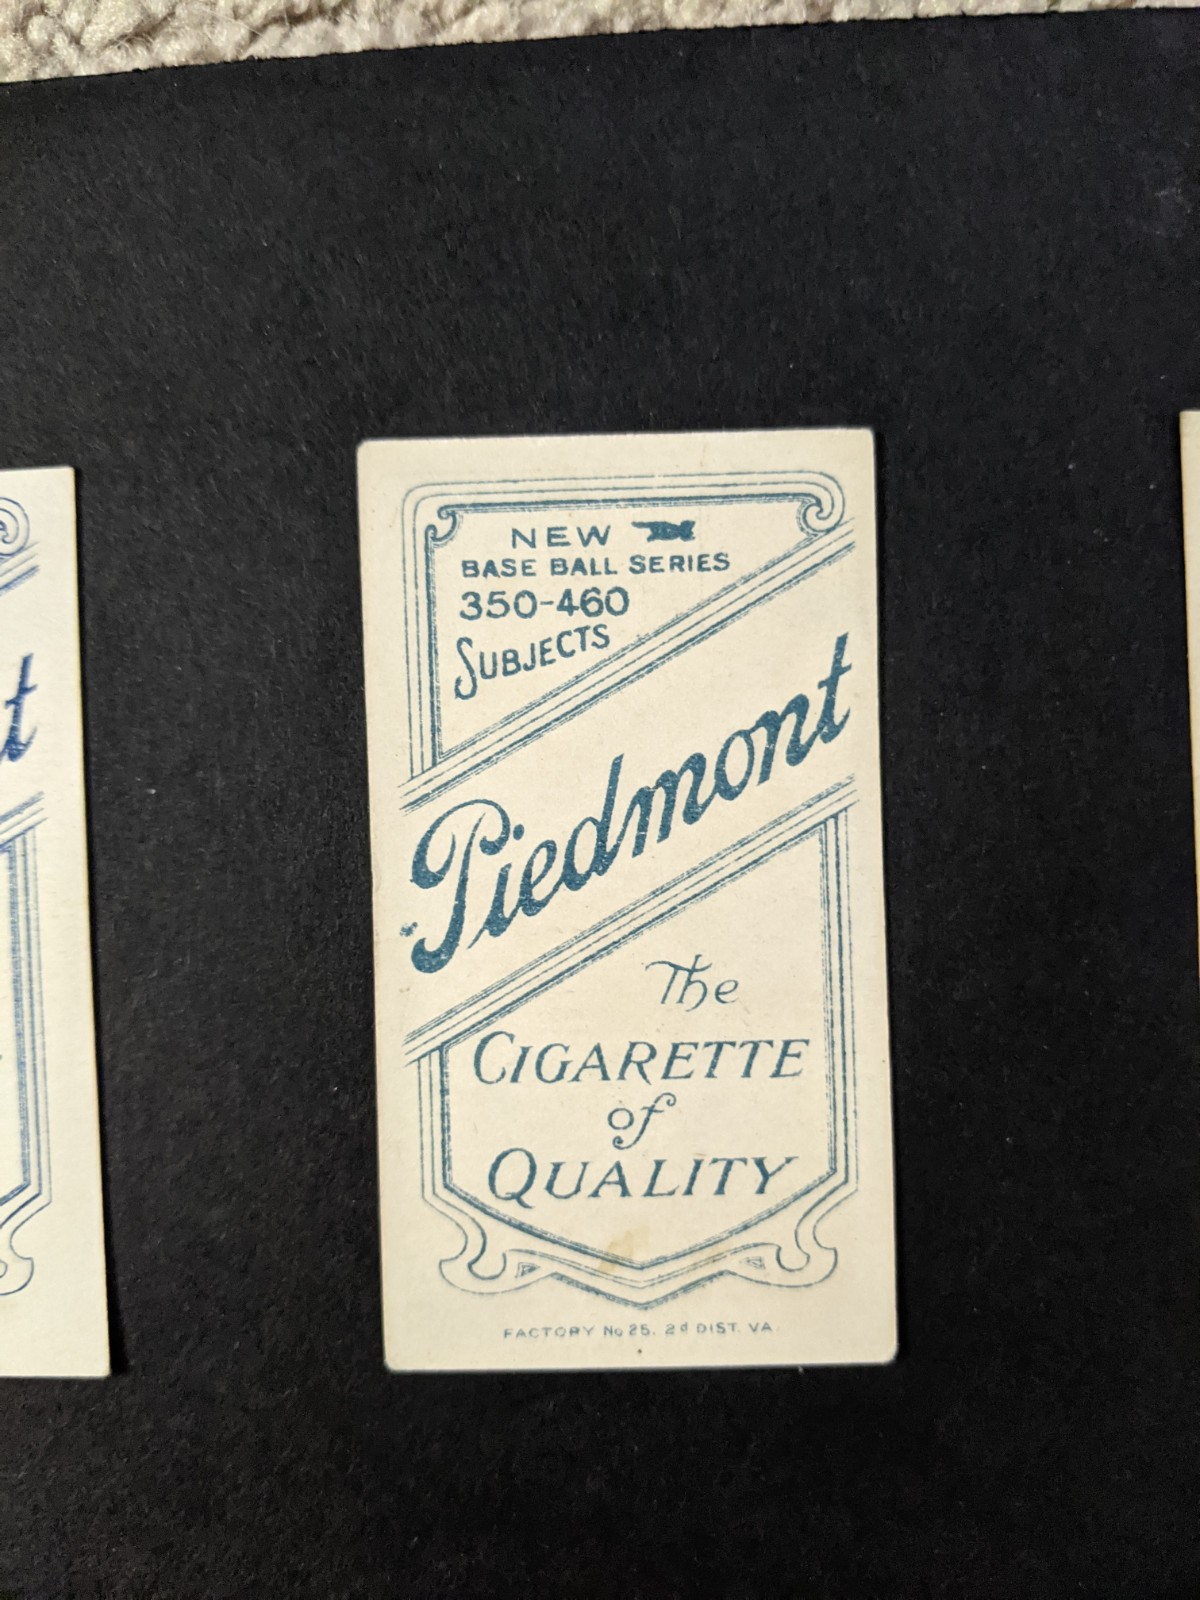 NEW
BASE BALL SERIES
350-460
SUBJECTS
Piedmont
The
CIGARETTE
of
QUALITY
FACTORY No 25, 2d DIST. VA.
t